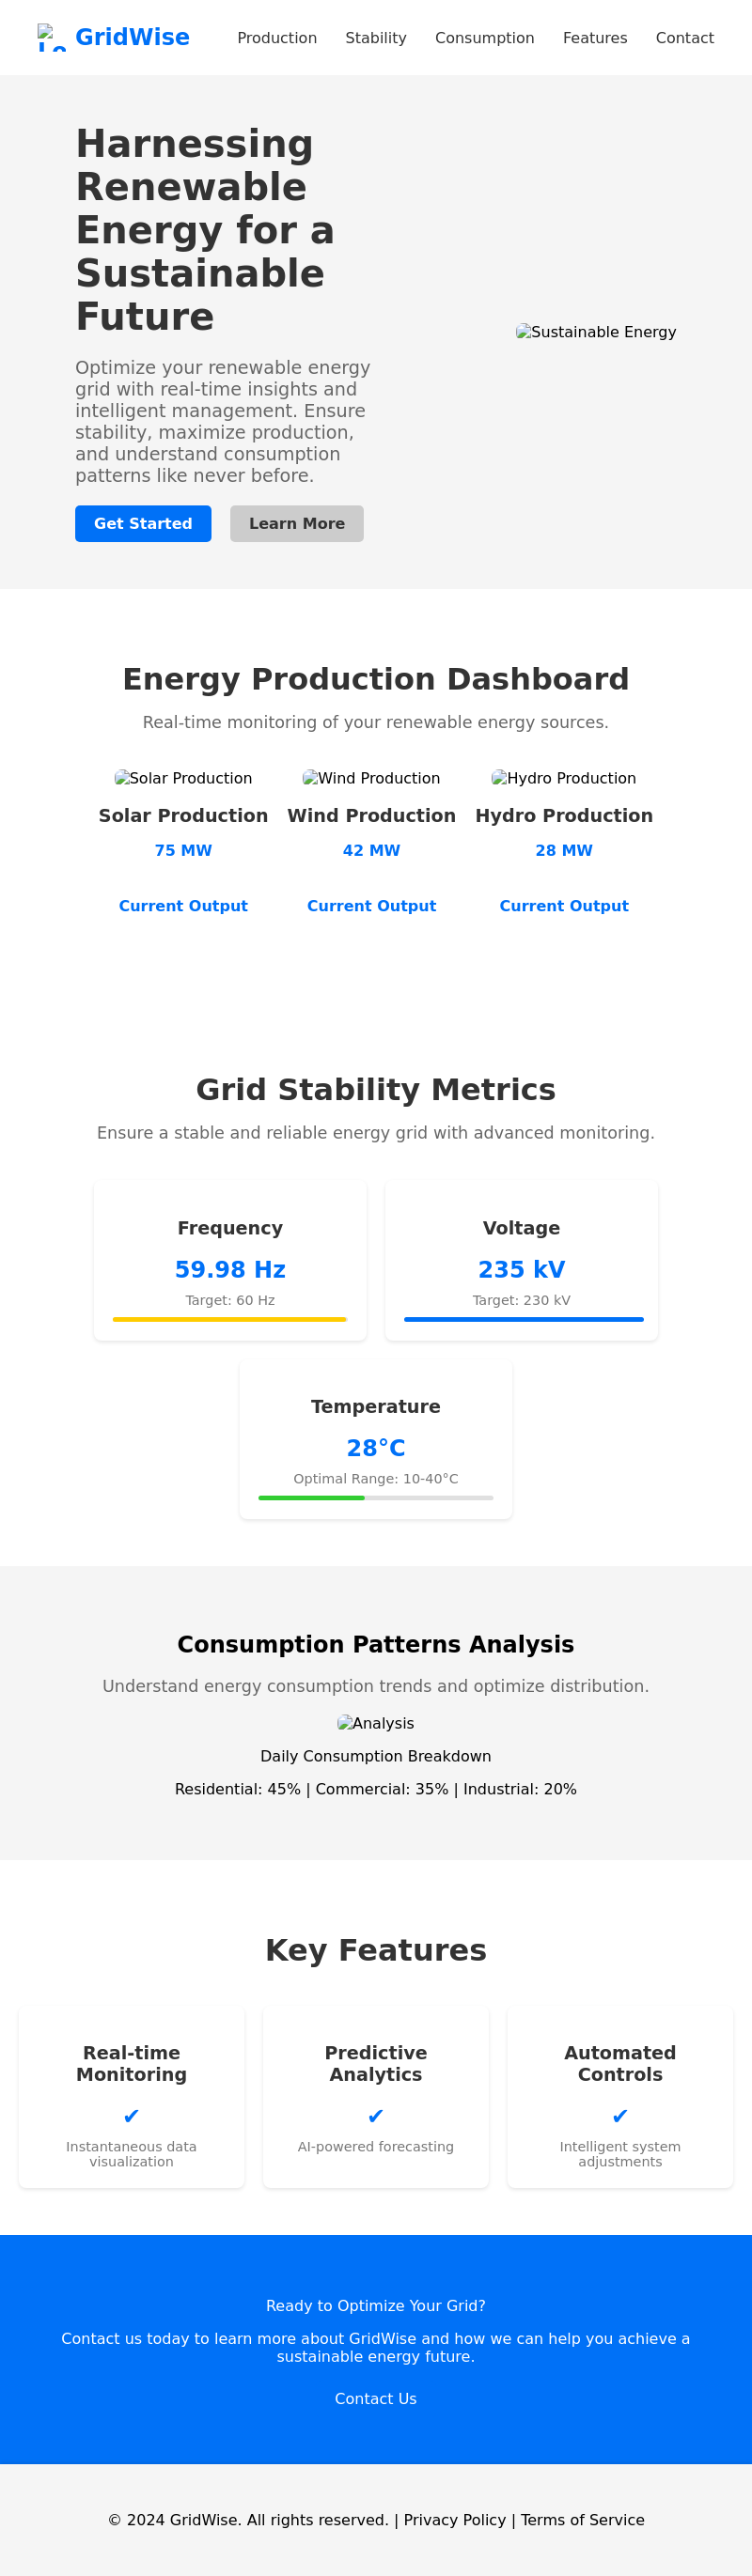 GridWise
Production Stability Consumption Features Contact
Harnessing
Renewable
Energy for a
Sustainable
Future
Sustainable Energy
Optimize your renewable energy
grid with real-time insights and
intelligent management. Ensure
stability, maximize production,
and understand consumption
patterns like never before.
Get Started Learn More
Energy Production Dashboard
Real-time monitoring of your renewable energy sources.
Solar Production Wind Production Hydro Production
Solar Production Wind Production Hydro Production
75 MW 42 MW 28 MW
Current Output Current Output Current Output
Grid Stability Metrics
Ensure a stable and reliable energy grid with advanced monitoring.
Frequency
59.98 Hz
Target: 60 Hz
Voltage
235 kV
Target: 230 kV
Temperature
28°C
Optimal Range: 10-40°C
Consumption Patterns Analysis
Understand energy consumption trends and optimize distribution.
Analysis
Daily Consumption Breakdown
Residential: 45% | Commercial: 35% | Industrial: 20%
Key Features
Real-time
Monitoring
✔
Instantaneous data
visualization
Predictive
Analytics
✔
AI-powered forecasting
Automated
Controls
✔
Intelligent system
adjustments
Ready to Optimize Your Grid?
Contact us today to learn more about GridWise and how we can help you achieve a
sustainable energy future.
Contact Us
© 2024 GridWise. All rights reserved. | Privacy Policy | Terms of Service